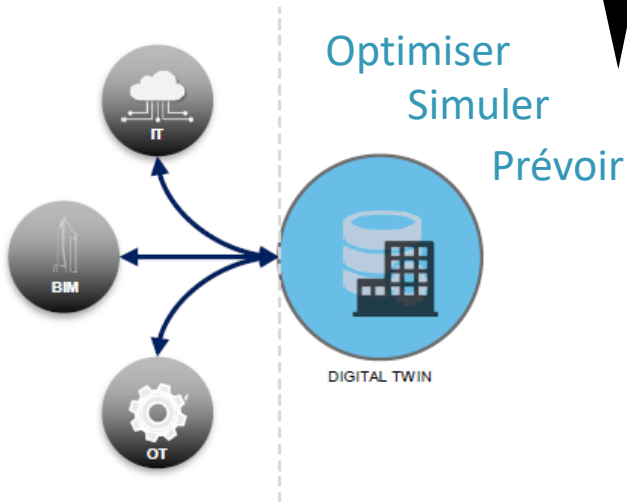 Optimiser
Simuler
Prévoir
IT
BIM
OT
DIGITAL TWIN